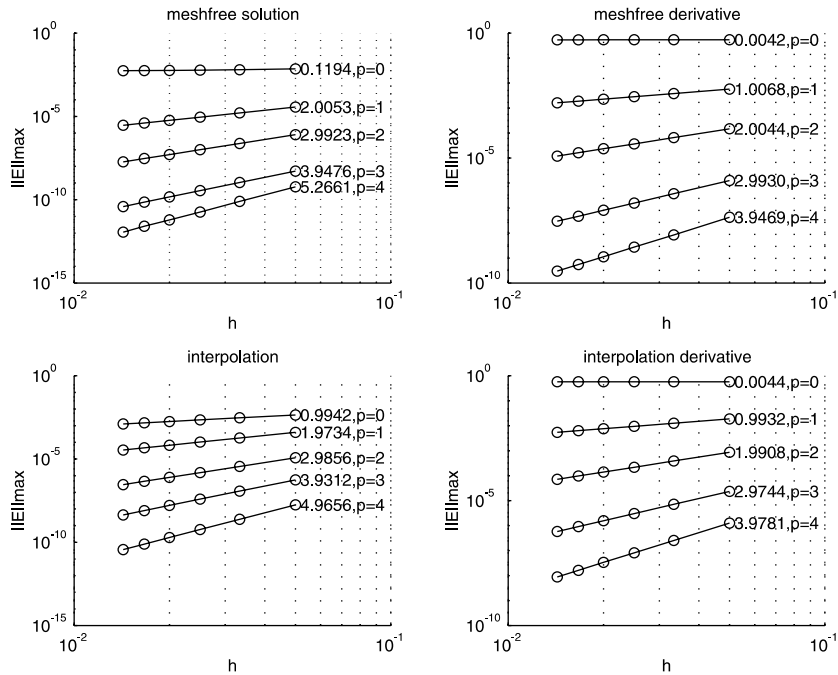 meshfree solution
10^0
10^-5
10^-10
10^-15
||E||max
0.1194,p=0
2.0053,p=1
2.9923,p=2
3.9476,p=3
5.2661,p=4
10^-2
10^-1
h
meshfree derivative
10^0
10^-5
10^-10
||E||max
0.0042,p=0
1.0068,p=1
2.0044,p=2
2.9930,p=3
3.9469,p=4
10^-2
10^-1
h
interpolation
10^0
10^-5
10^-10
10^-15
||E||max
0.9942,p=0
1.9734,p=1
2.9856,p=2
3.9312,p=3
4.9656,p=4
10^-2
10^-1
h
interpolation derivative
10^0
10^-5
10^-10
||E||max
0.0044,p=0
0.9932,p=1
1.9908,p=2
2.9744,p=3
3.9781,p=4
10^-2
10^-1
h